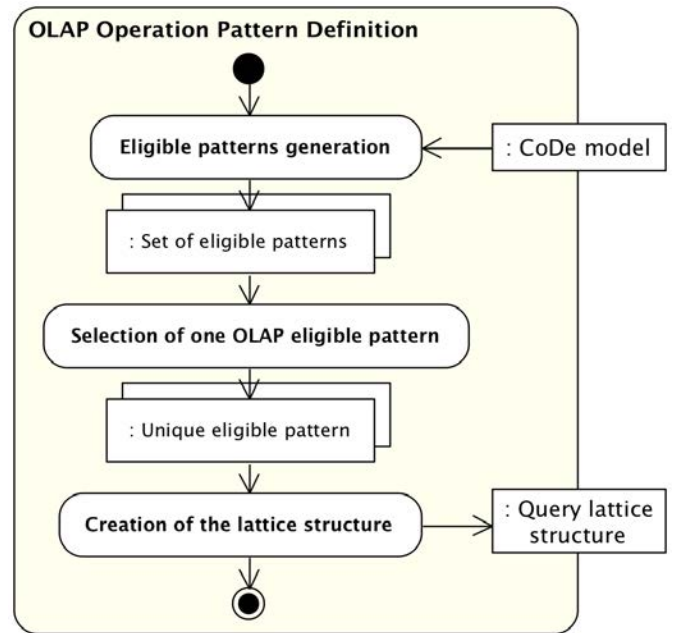 OLAP Operation Pattern Definition
Eligible patterns generation
: CoDe model
: Set of eligible patterns
Selection of one OLAP eligible pattern
: Unique eligible pattern
Creation of the lattice structure
: Query lattice
structure